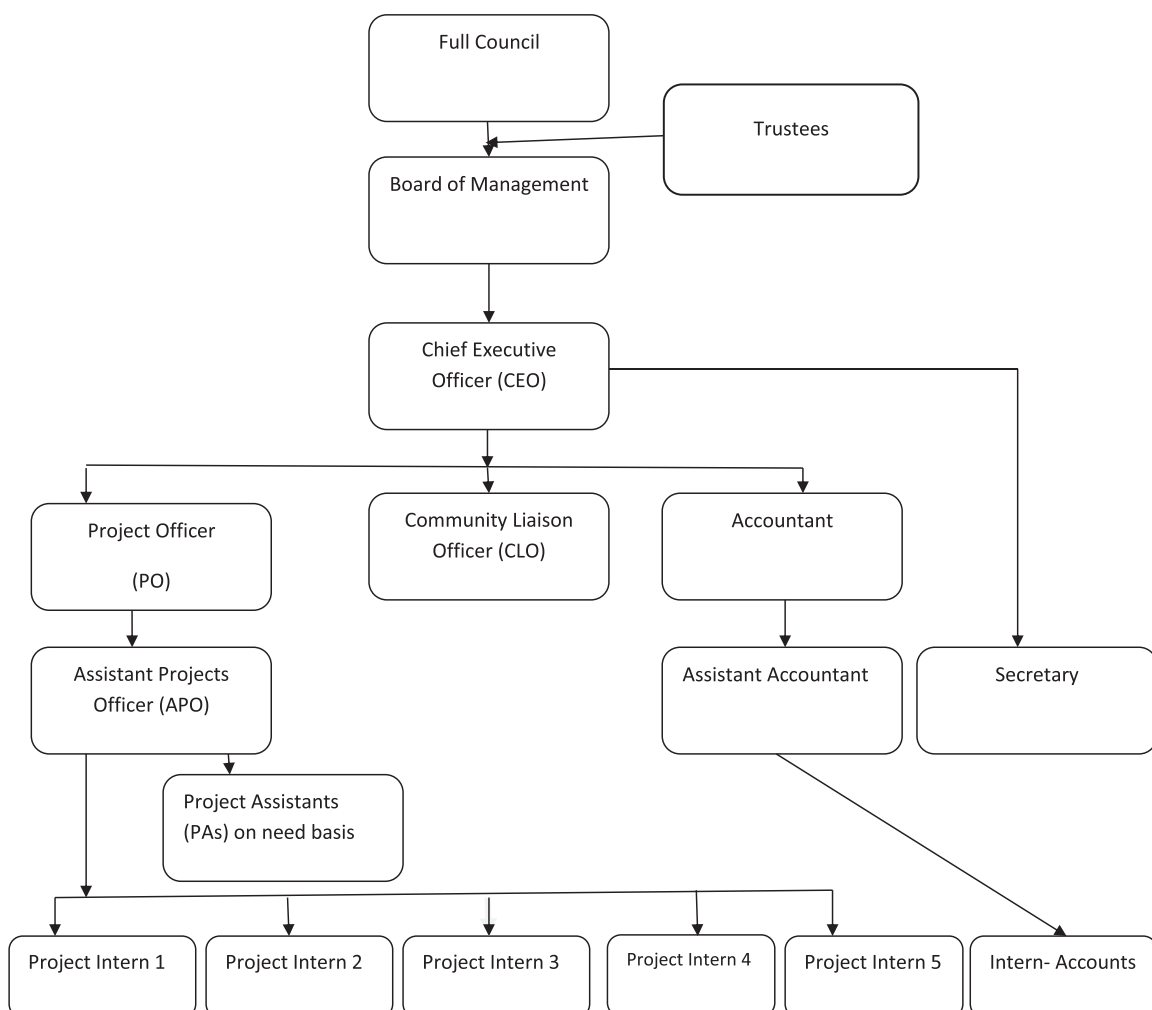 Full Council
Trustees
Board of Management
Chief Executive
Officer (CEO)
Project Officer
(PO)
Community Liaison
Officer (CLO)
Accountant
Assistant Projects
Officer (APO)
Assistant Accountant
Secretary
Project Assistants
(PAs) on need basis
Project Intern 1
Project Intern 2
Project Intern 3
Project Intern 4
Project Intern 5
Intern- Accounts